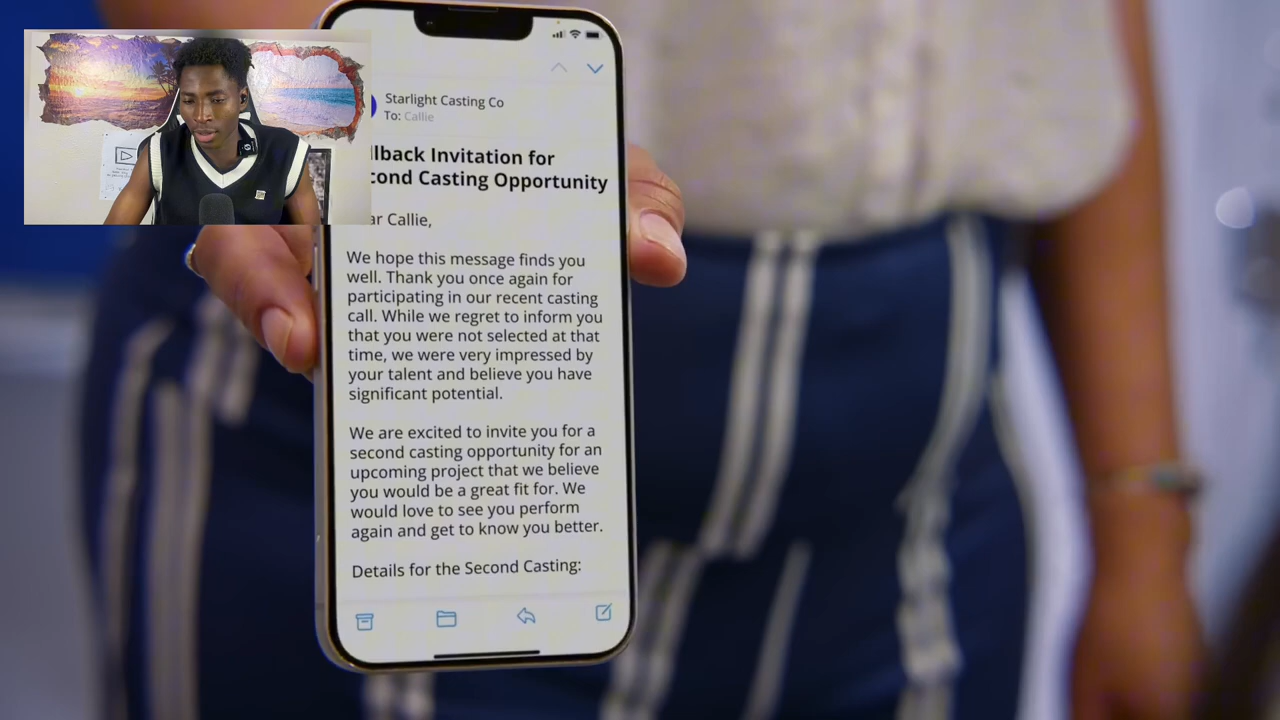 Starlight Casting Co
To: Callie
lback Invitation for
cond Casting Opportunity
ar Callie,
We hope this message finds you
well. Thank you once again for
participating in our recent casting
call. While we regret to inform you
that you were not selected at that
time, we were very impressed by
your talent and believe you have
significant potential.
We are excited to invite you for a
second casting opportunity for an
upcoming project that we believe
you would be a great fit for. We
would love to see you perform
again and get to know you better.
Details for the Second Casting: